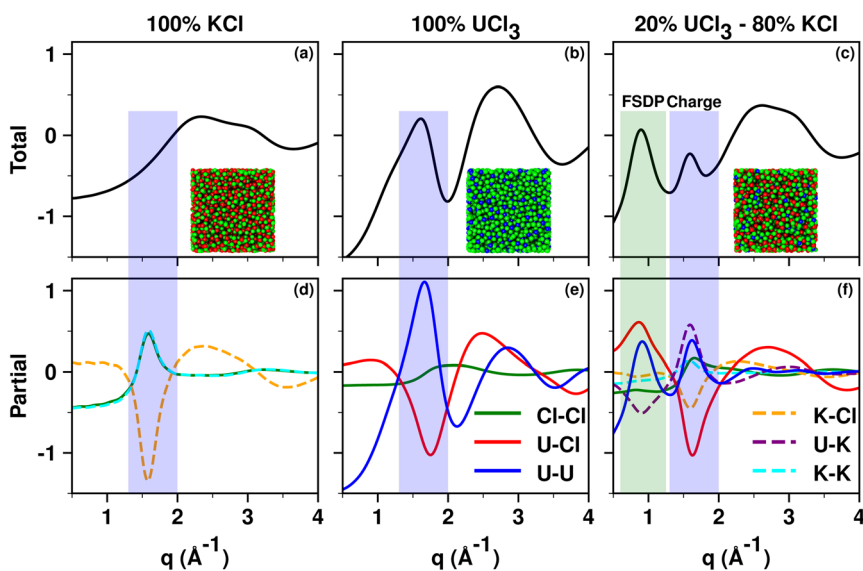 100% KCl
100% UCl3
20% UCl3 - 80% KCl
Total
1
0
-1
(a)
(b)
(c)
FSDP
Charge
Partial
1
0
-1
(d)
(e)
(f)
Cl-Cl
U-Cl
U-U
K-Cl
U-K
K-K
1 2 3 4
1 2 3 4
1 2 3 4
q (Å-1)
q (Å-1)
q (Å-1)